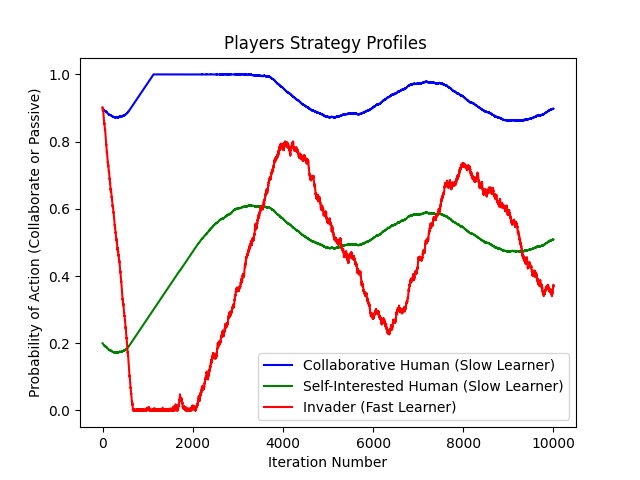 Players Strategy Profiles
Probability of Action (Collaborate or Passive)
1.0
0.8
0.6
0.4
0.2
0.0
Collaborative Human (Slow Learner)
Self-Interested Human (Slow Learner)
Invader (Fast Learner)
0 2000 4000 6000 8000 10000
Iteration Number